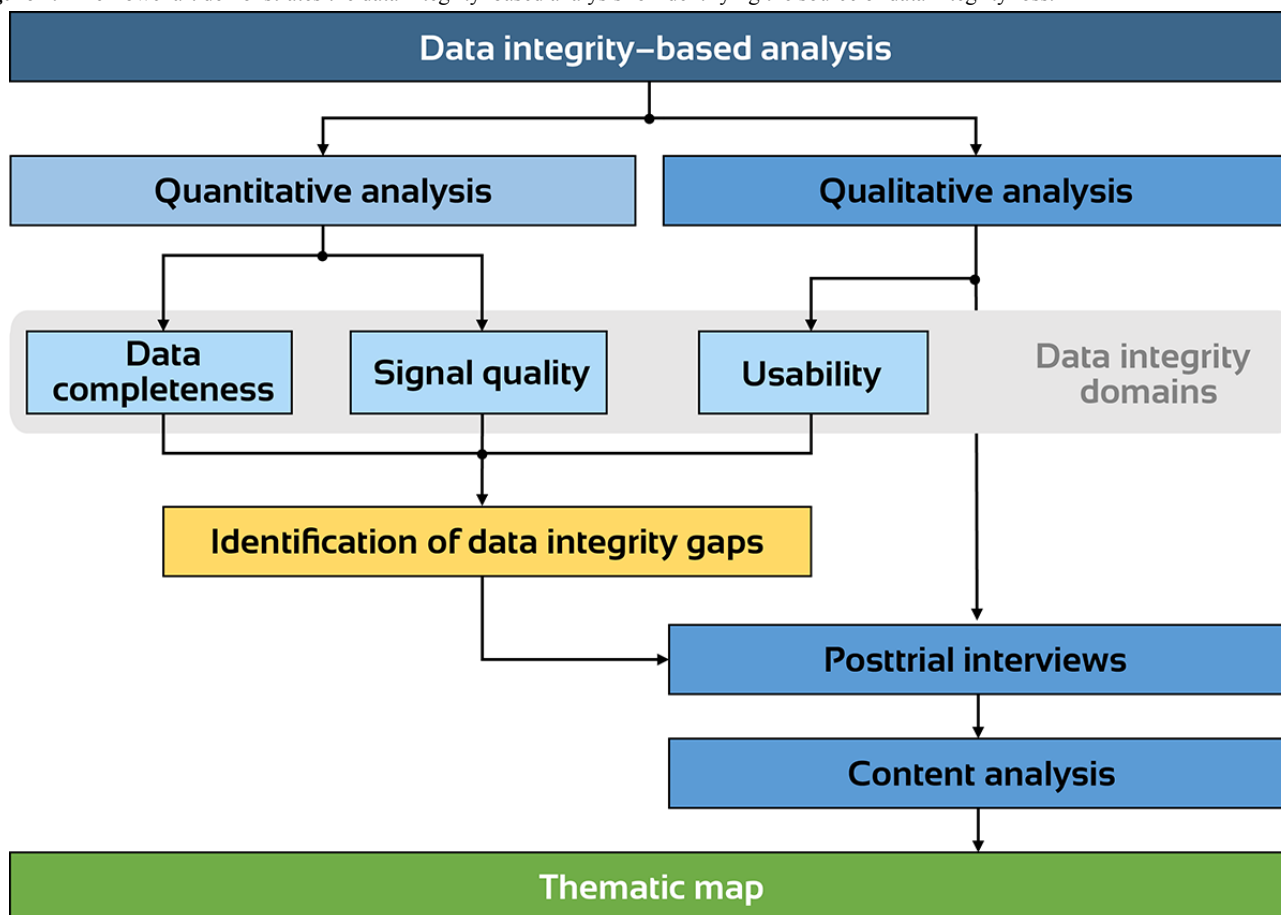 Data integrity–based analysis
Quantitative analysis
Qualitative analysis
Data
completeness
Signal quality
Usability
Data integrity
domains
Identification of data integrity gaps
Posttrial interviews
Content analysis
Thematic map